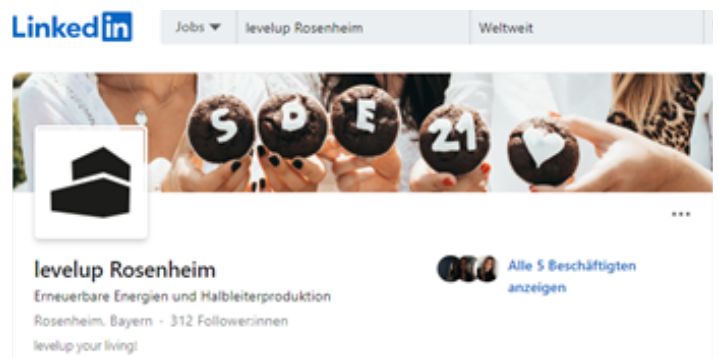 LinkedIn
Jobs ▼ levelup Rosenheim Weltweit
S D E 21
levelup Rosenheim
Alle 5 Beschäftigten
anzeigen
Erneuerbare Energien und Halbleiterproduktion
Rosenheim, Bayern - 312 Follower:innen
levelup your living!